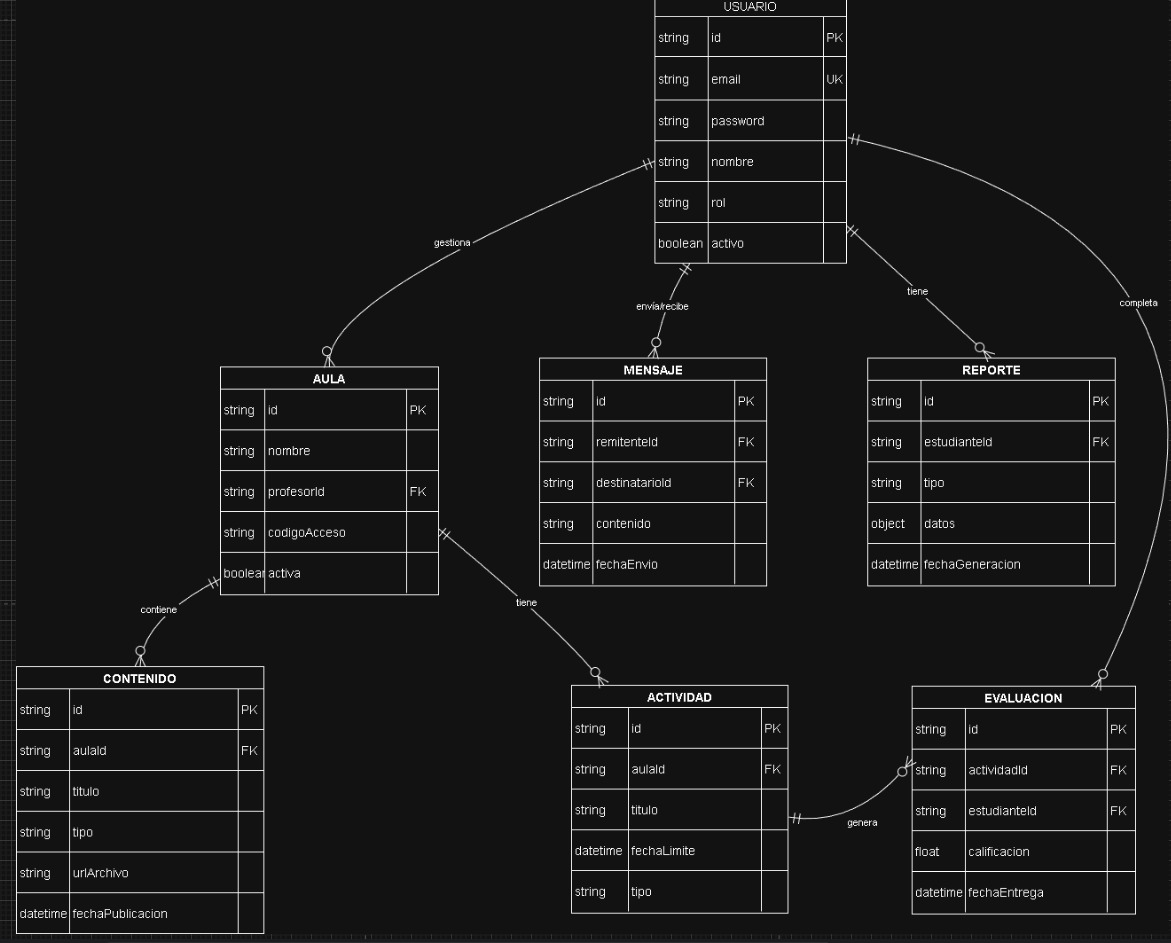 USUARIO
string id PK
string email UK
string password
string nombre
string rol
boolean activo
gestiona
envia/recibe
tiene
completa
AULA
string id PK
string nombre
string profesorId FK
string codigoAcceso
boolean activa
MENSAJE
string id PK
string remitenteId FK
string destinatarioId FK
string contenido
datetime fechaEnvio
REPORTE
string id PK
string estudianteId FK
string tipo
object datos
datetime fechaGeneracion
contiene
tiene
CONTENIDO
string id PK
string aulaId FK
string titulo
string tipo
string urlArchivo
datetime fechaPublicacion
ACTIVIDAD
string id PK
string aulaId FK
string titulo
datetime fechaLimite
string tipo
genera
EVALUACION
string id PK
string actividadId FK
string estudianteId FK
float calificacion
datetime fechaEntrega